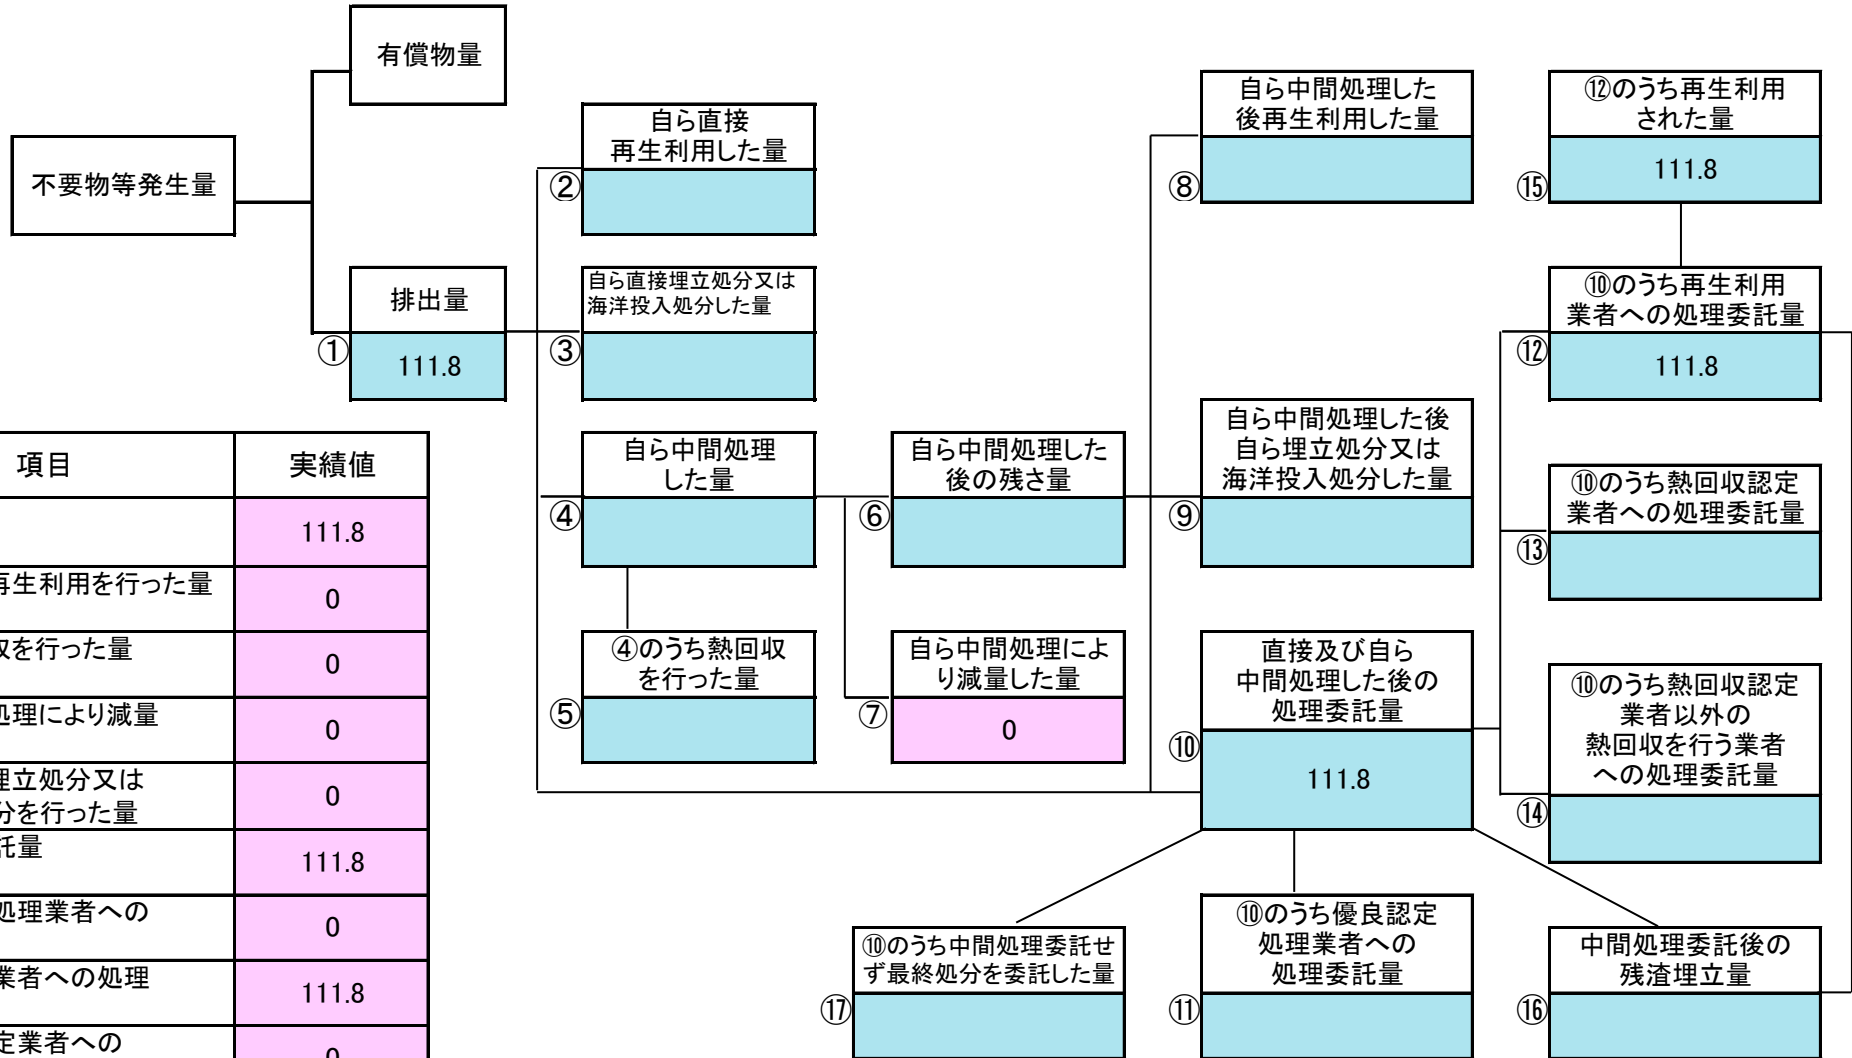 有償物量
不要物等発生量
排出量
①
111.8
自ら直接
再生利用した量
②
自ら直接埋立処分又は
海洋投入処分した量
③
自ら中間処理
した量
④
④のうち熱回収
を行った量
⑤
自ら中間処理した
後の残さ量
⑥
自ら中間処理によ
り減量した量
⑦
0
自ら中間処理した
後再生利用した量
⑧
自ら中間処理した後
自ら埋立処分又は
海洋投入処分した量
⑨
直接及び自ら
中間処理した後の
処理委託量
⑩
111.8
⑩のうち優良認定
処理業者への
処理委託量
⑪
⑫のうち再生利用
された量
⑮
111.8
⑩のうち再生利用
業者への処理委託量
⑫
111.8
⑩のうち熱回収認定
業者への処理委託量
⑬
⑩のうち熱回収認定
業者以外の
熱回収を行う業者
への処理委託量
⑭
中間処理委託後の
残渣埋立量
⑯
⑩のうち中間処理委託せ
ず最終処分を委託した量
⑰
項目 実績値
111.8
再生利用を行った量 0
を行った量 0
処理により減量 0
埋立処分又は
分を行った量 0
託量 111.8
処理業者への 0
業者への処理 111.8
定業者への 0